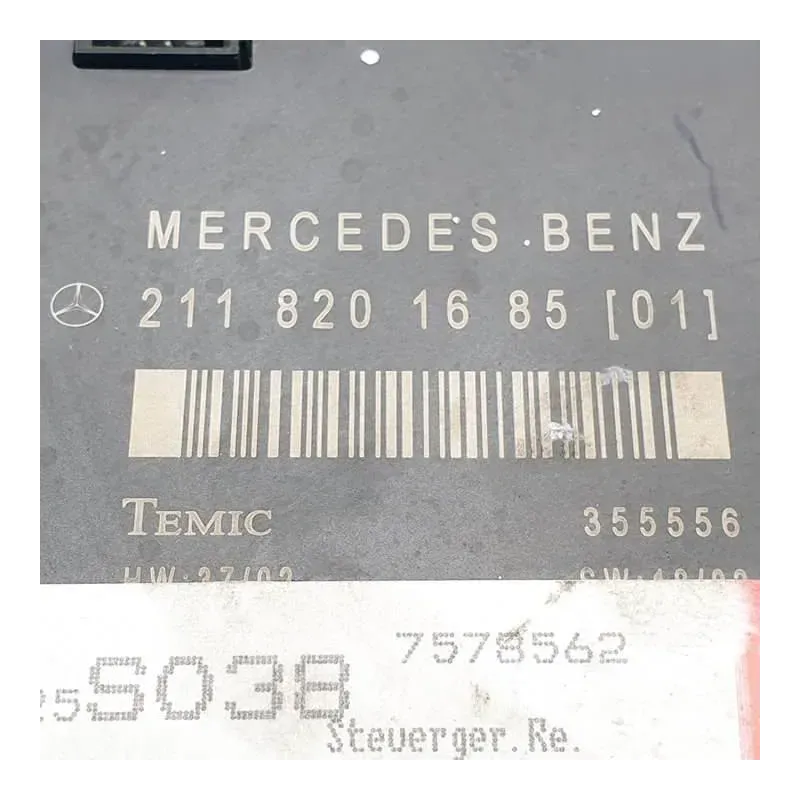 MERCEDES.BENZ
211 820 16 85 [01]
TEMIC 355556
7578562
S038
Steuerger.Re.